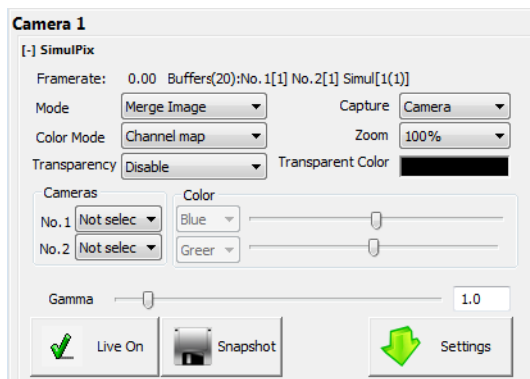 Camera 1
[-] SimulPix
Framerate: 0.00 Buffers(20):No.1[1] No.2[1] Simul[1(1)]
Mode Merge Image Capture Camera
Color Mode Channel map Zoom 100%
Transparency Disable Transparent Color
Cameras Color
No.1 Not selec Blue
No.2 Not selec Greer
Gamma 1.0
Live On Snapshot Settings